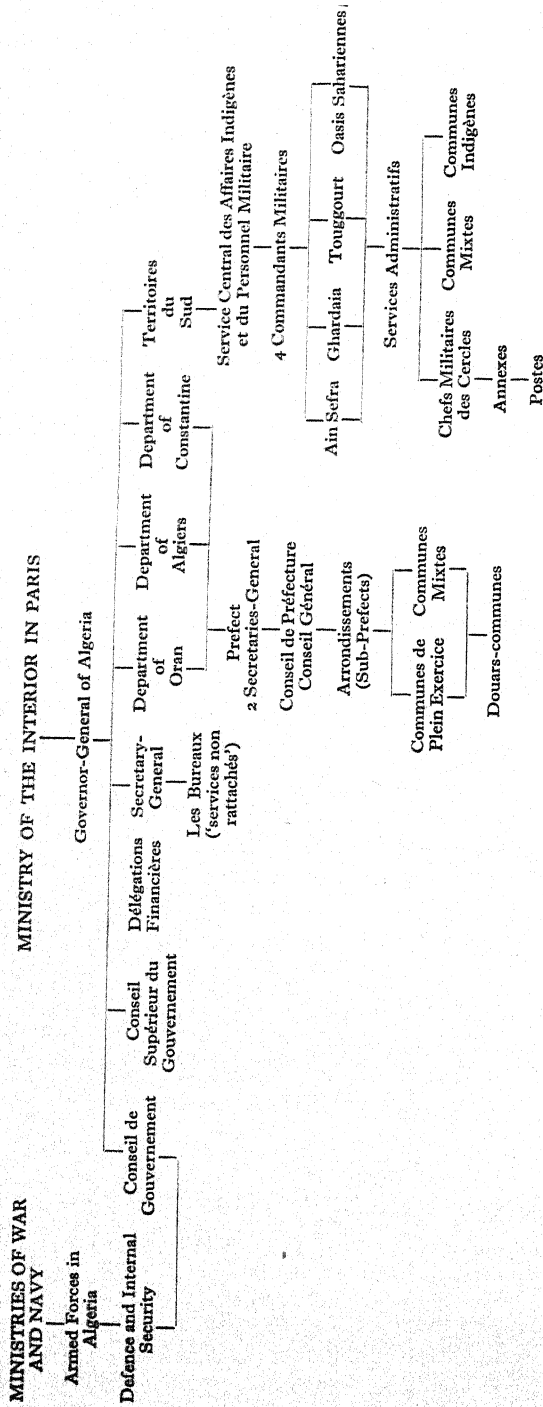 MINISTRIES OF WAR
AND NAVY
Armed Forces in
Algeria
Defence and Internal
Security
MINISTRY OF THE INTERIOR IN PARIS
Governor-General of Algeria
Conseil de
Gouvernement
Conseil
Supérieur du
Gouvernement
Délégations
Financières
Secretary-
General
Les Bureaux
('services non
rattachés')
Department
of
Oran
Department
of
Algiers
Department
of
Constantine
Territoires
du
Sud
Prefect
2 Secretaries-General
Conseil de Préfecture
Conseil Général
Arrondissements
(Sub-Prefects)
Communes de
Plein Exercice
Communes
Mixtes
Douars-communes
Service Central des Affaires Indigènes
et du Personnel Militaire
4 Commandants Militaires
Ain Sefra Ghardaia Touggourt Oasis Sahariennes
Services Administratifs
Chefs Militaires
des Cercles
Communes
Mixtes
Communes
Indigènes
Annexes
Postes